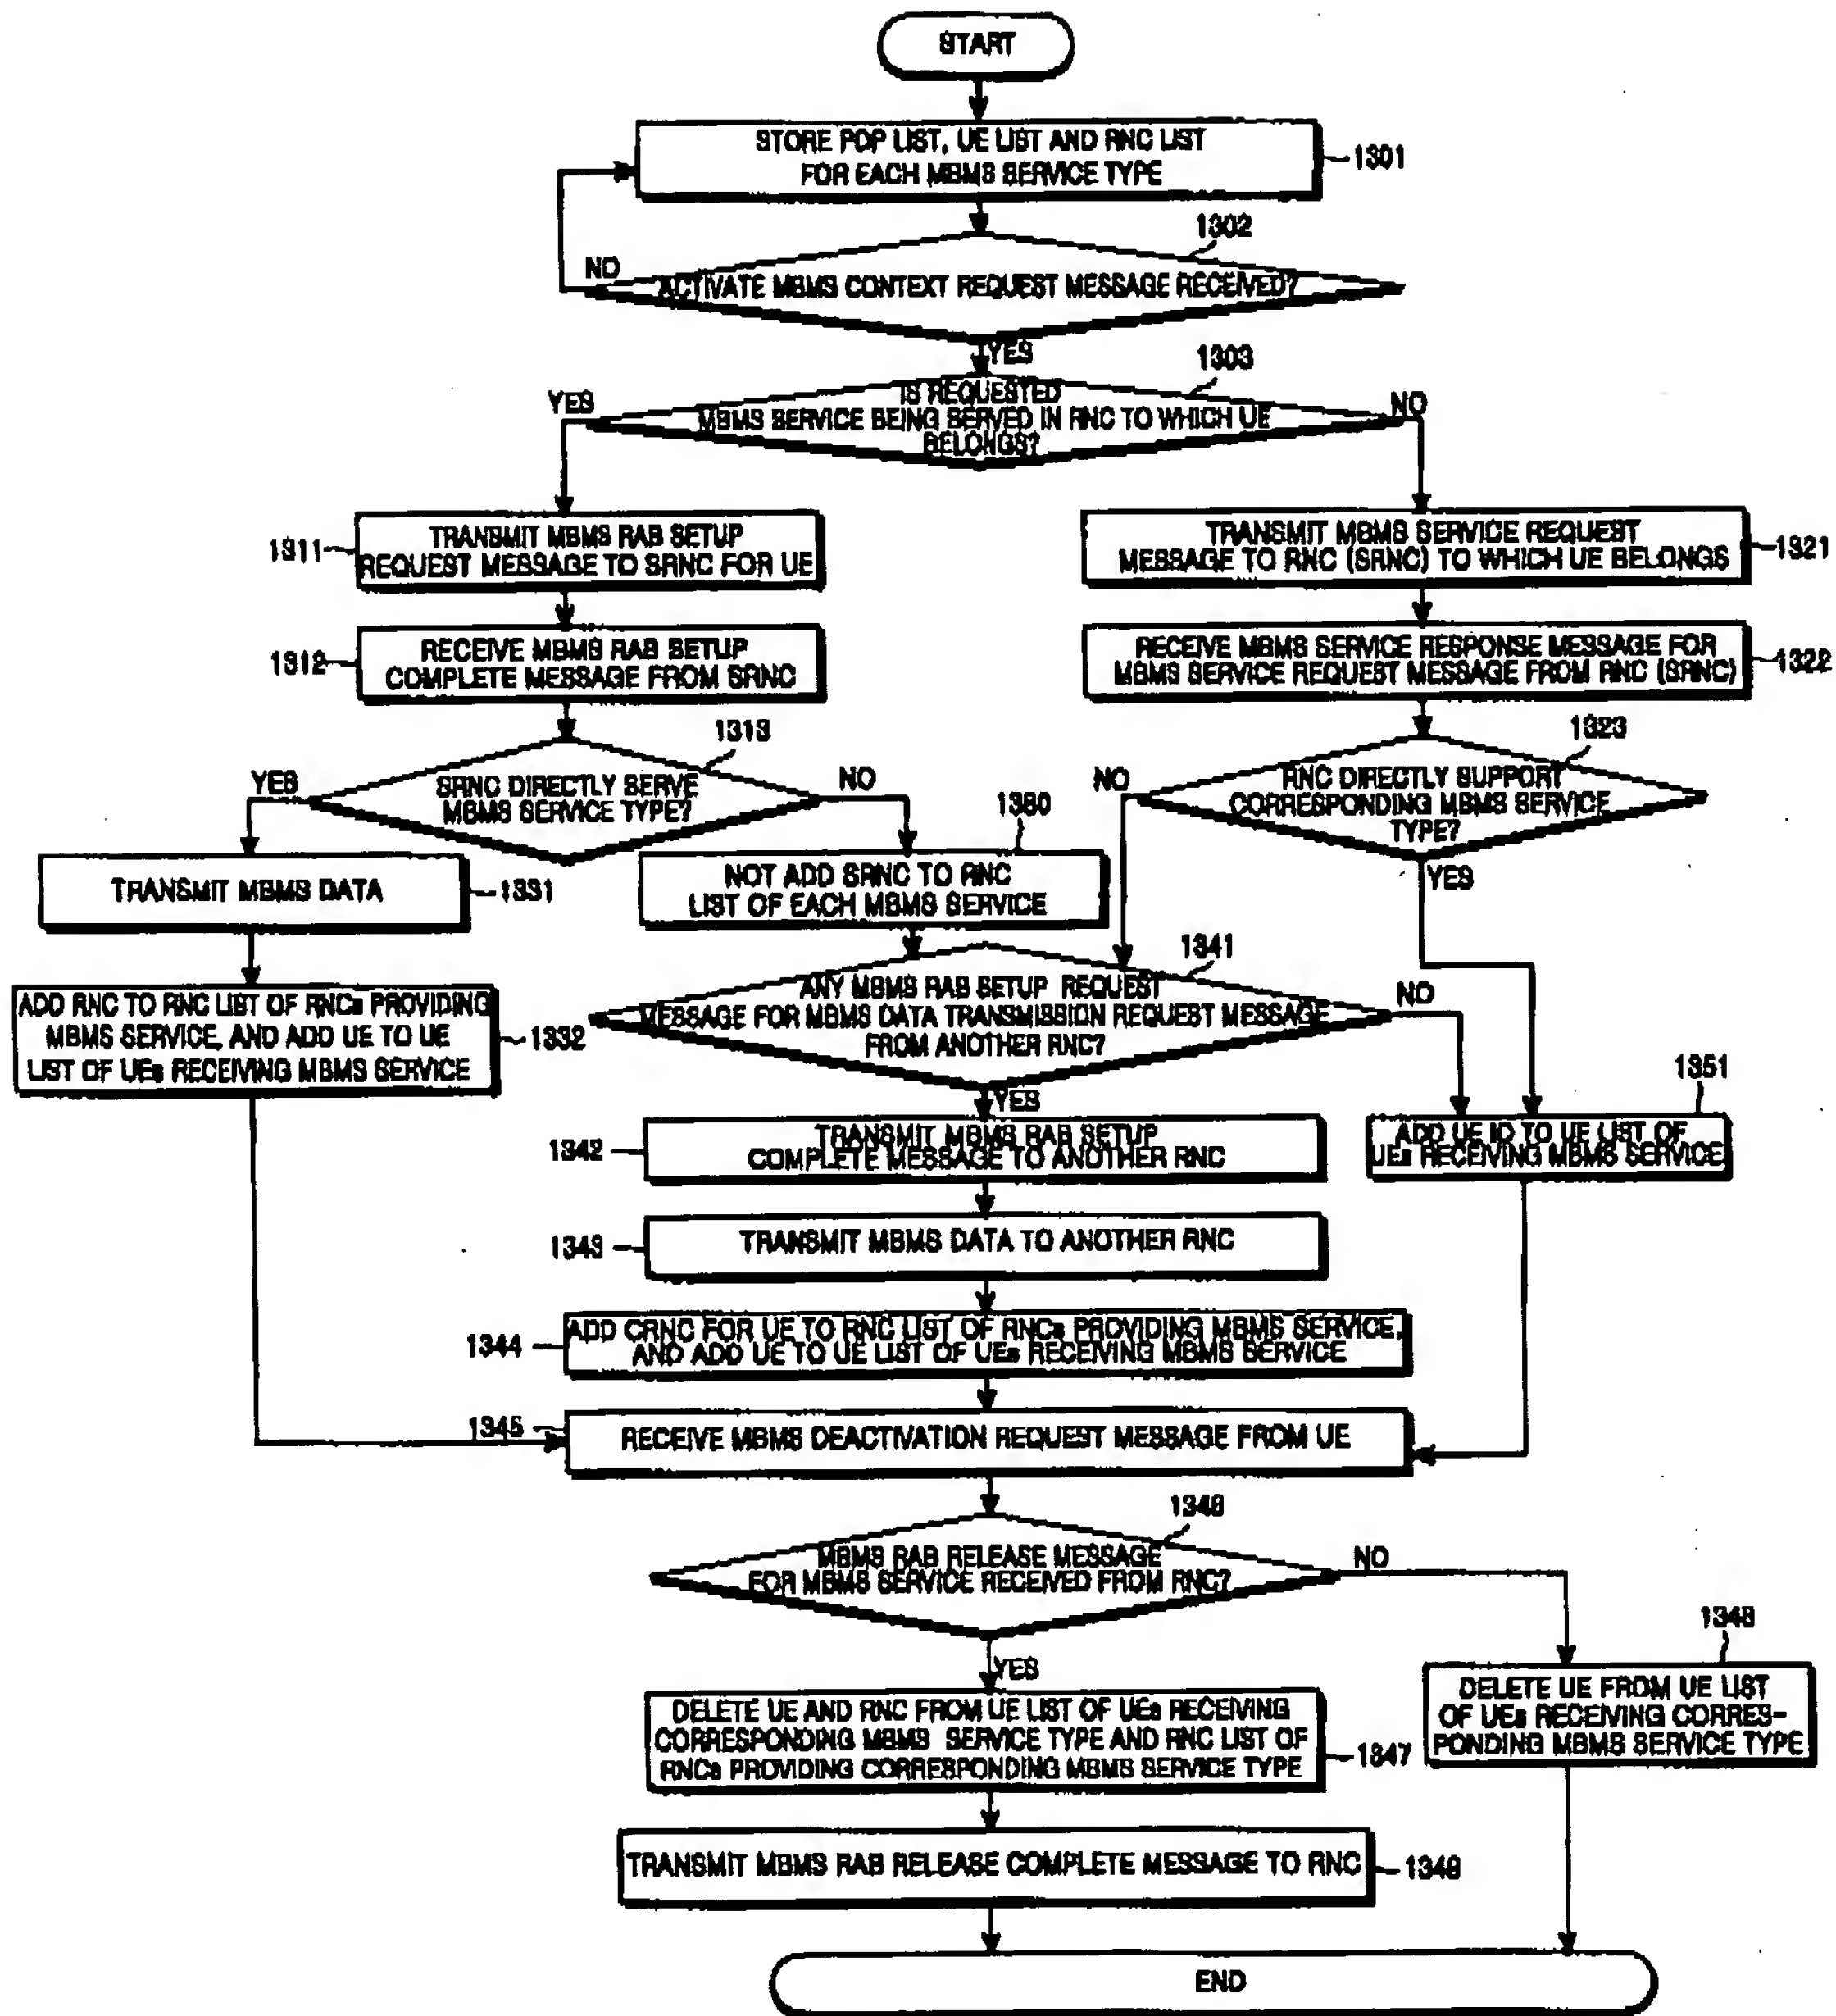 START
STORE PDP LIST, UE LIST AND RNC LIST
FOR EACH MBMS SERVICE TYPE
1301
1302
NO
ACTIVATE MBMS CONTEXT REQUEST MESSAGE RECEIVED?
YES
1303
YES
IS REQUESTED
MBMS SERVICE BEING SERVED IN RNC TO WHICH UE
BELONGS?
NO
1311
TRANSMIT MBMS RAB SETUP
REQUEST MESSAGE TO SRNC FOR UE
TRANSMIT MBMS SERVICE REQUEST
MESSAGE TO RNC (SRNC) TO WHICH UE BELONGS
1321
1312
RECEIVE MBMS RAB SETUP
COMPLETE MESSAGE FROM SRNC
RECEIVE MBMS SERVICE RESPONSE MESSAGE FOR
MBMS SERVICE REQUEST MESSAGE FROM RNC (SRNC)
1322
1313
YES
SRNC DIRECTLY SERVE
MBMS SERVICE TYPE?
NO
1323
NO
RNC DIRECTLY SUPPORT
CORRESPONDING MBMS SERVICE
TYPE?
YES
TRANSMIT MBMS DATA
1331
NOT ADD SRNC TO RNC
LIST OF EACH MBMS SERVICE
ADD RNC TO RNC LIST OF RNCs PROVIDING
MBMS SERVICE, AND ADD UE TO UE
LIST OF UEs RECEIVING MBMS SERVICE
1332
1341
ANY MBMS RAB SETUP REQUEST
MESSAGE FOR MBMS DATA TRANSMISSION REQUEST MESSAGE
FROM ANOTHER RNC?
NO
YES
1351
ADD UE ID TO UE LIST OF
UEs RECEIVING MBMS SERVICE
1342
TRANSMIT MBMS RAB SETUP
COMPLETE MESSAGE TO ANOTHER RNC
1343
TRANSMIT MBMS DATA TO ANOTHER RNC
1344
ADD CRNC FOR UE TO RNC LIST OF RNCs PROVIDING MBMS SERVICE,
AND ADD UE TO UE LIST OF UEs RECEIVING MBMS SERVICE
1345
RECEIVE MBMS DEACTIVATION REQUEST MESSAGE FROM UE
MBMS RAB RELEASE MESSAGE
FOR MBMS SERVICE RECEIVED FROM RNC?
NO
YES
DELETE UE FROM UE LIST
OF UEs RECEIVING CORRES-
PONDING MBMS SERVICE TYPE
DELETE UE AND RNC FROM UE LIST OF UEs RECEIVING
CORRESPONDING MBMS SERVICE TYPE AND RNC LIST OF
RNCs PROVIDING CORRESPONDING MBMS SERVICE TYPE
1347
TRANSMIT MBMS RAB RELEASE COMPLETE MESSAGE TO RNC
END